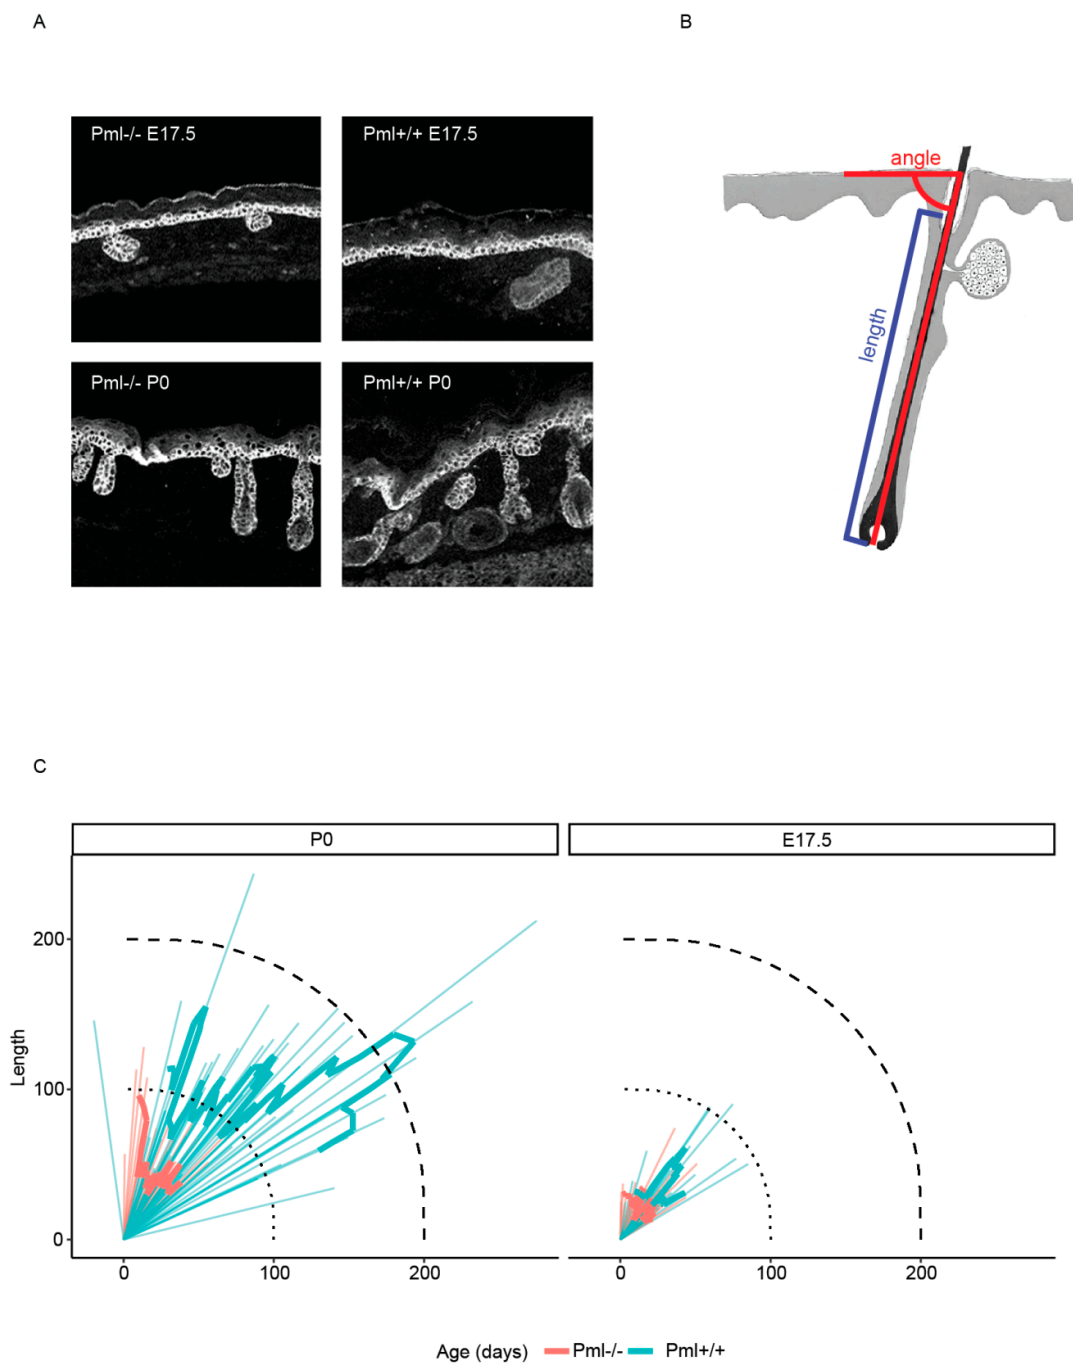 A
B
Pml-/- E17.5
Pml+/+ E17.5
Pml-/- P0
Pml+/+ P0
angle
length
C
P0
E17.5
Length
200
100
0
0
100
200
0
100
200
Age (days) Pml-/- Pml+/+